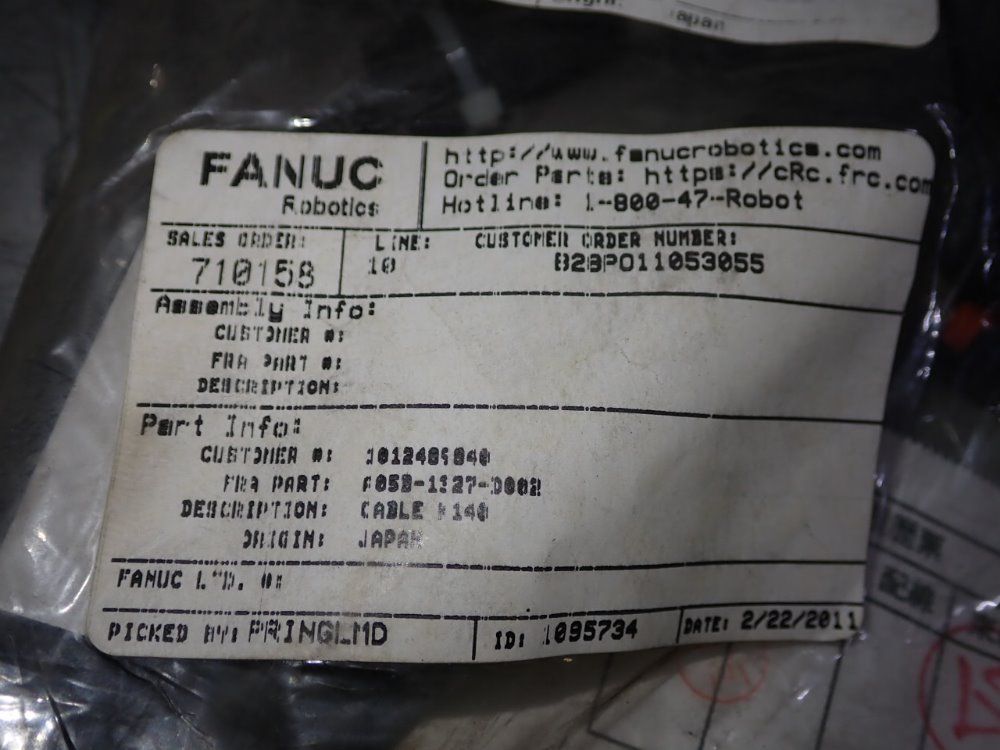 Japan
FANUC
Robotics
http://www.fanucrobotics.com
Order Parts: https://cRc.frc.com
Hotline: 1-800-47-Robot
SALES ORDER: LINE: CUSTOMER ORDER NUMBER:
710158 10 B2BPO11053055
Assembly Info:
CUSTOMER #:
FRA PART #:
DESCRIPTION:
Part Info:
CUSTOMER #:
FRA PART:
DESCRIPTION: CABLE
ORIGIN: JAPAN
FANUC LTD. #:
PICKED BY: PRINGLMD ID: 1095734 DATE: 2/22/2011